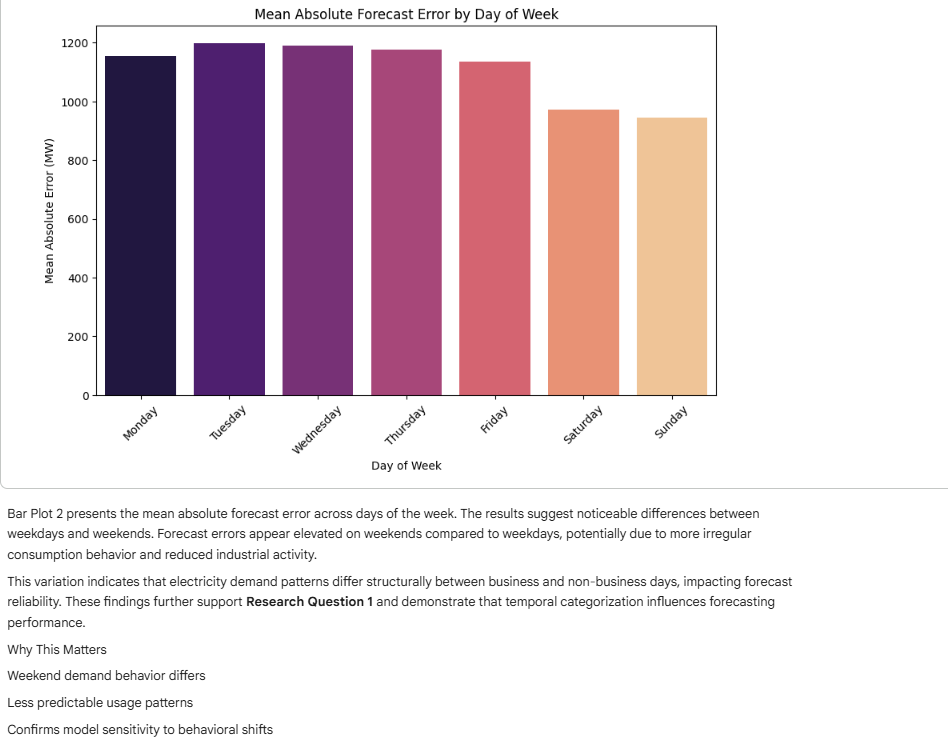 Mean Absolute Forecast Error by Day of Week
Mean Absolute Error (MW)
1200
1000
800
600
400
200
0
Monday
Tuesday
Wednesday
Thursday
Friday
Saturday
Sunday
Day of Week
Bar Plot 2 presents the mean absolute forecast error across days of the week. The results suggest noticeable differences between
weekdays and weekends. Forecast errors appear elevated on weekends compared to weekdays, potentially due to more irregular
consumption behavior and reduced industrial activity.
This variation indicates that electricity demand patterns differ structurally between business and non-business days, impacting forecast
reliability. These findings further support Research Question 1 and demonstrate that temporal categorization influences forecasting
performance.
Why This Matters
Weekend demand behavior differs
Less predictable usage patterns
Confirms model sensitivity to behavioral shifts